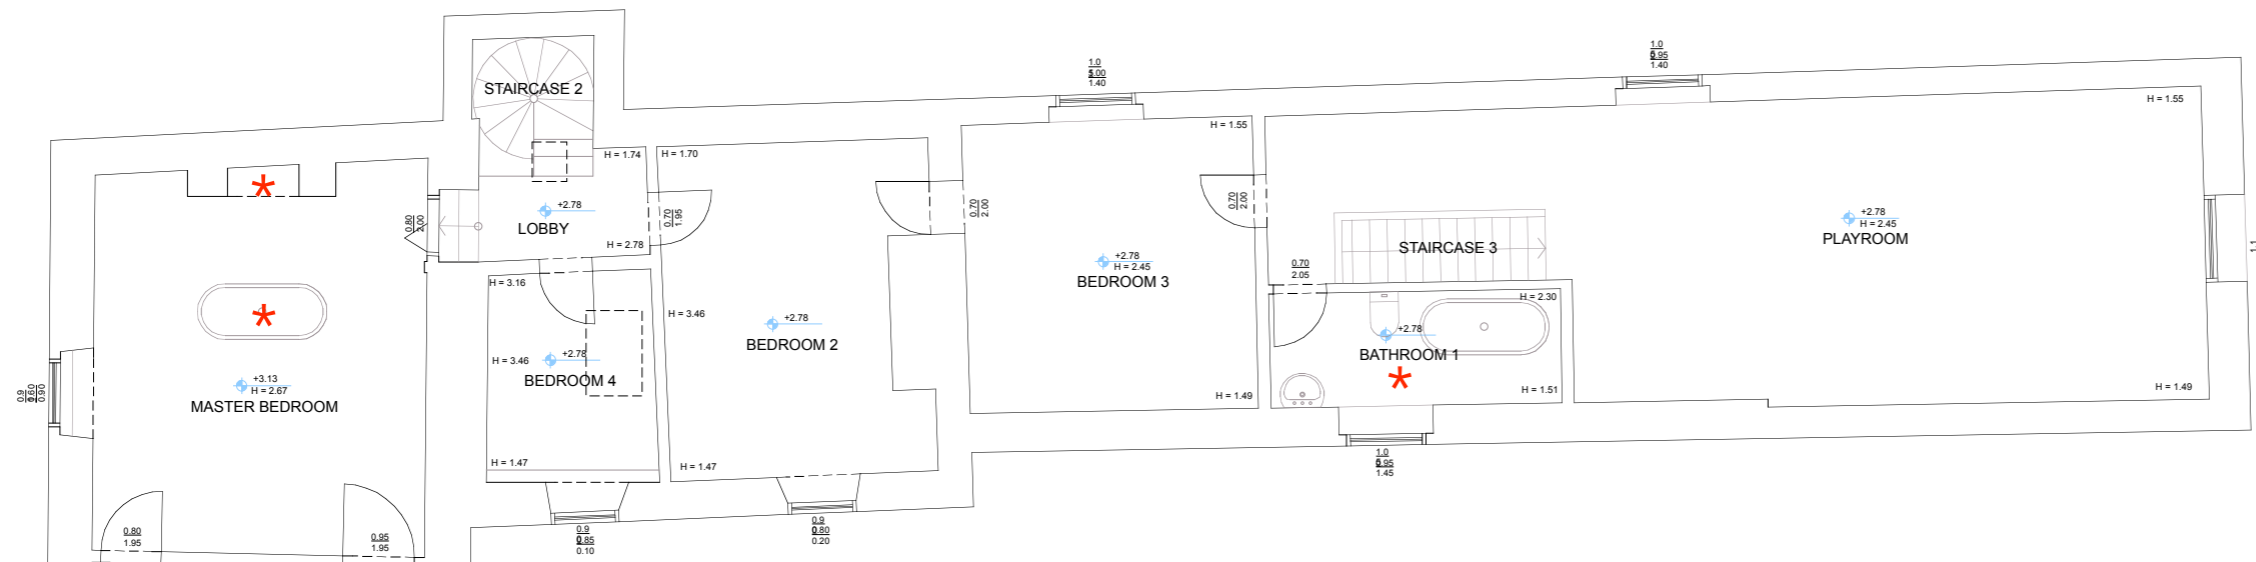 1.0
1.00
1.40
1.0
0.95
1.40
STAIRCASE 2
H = 1.74
H = 1.70
H = 1.55
H = 1.55
+2.78
LOBBY
H = 2.78
0.80
2.00
0.70
1.95
0.70
2.00
0.70
2.00
STAIRCASE 3
+2.78
H = 2.45
PLAYROOM
1.1
+2.78
H = 2.45
BEDROOM 3
0.70
2.05
H = 3.16
H = 3.46
+2.78
BEDROOM 2
H = 3.46
+2.78
BEDROOM 4
+3.13
H = 2.67
MASTER BEDROOM
0.9
0.60
0.90
H = 2.30
+2.78
BATHROOM 1
H = 1.51
H = 1.49
H = 1.49
H = 1.47
H = 1.47
1.0
0.95
1.45
0.80
1.95
0.95
1.95
0.9
0.85
0.10
0.9
0.80
0.20